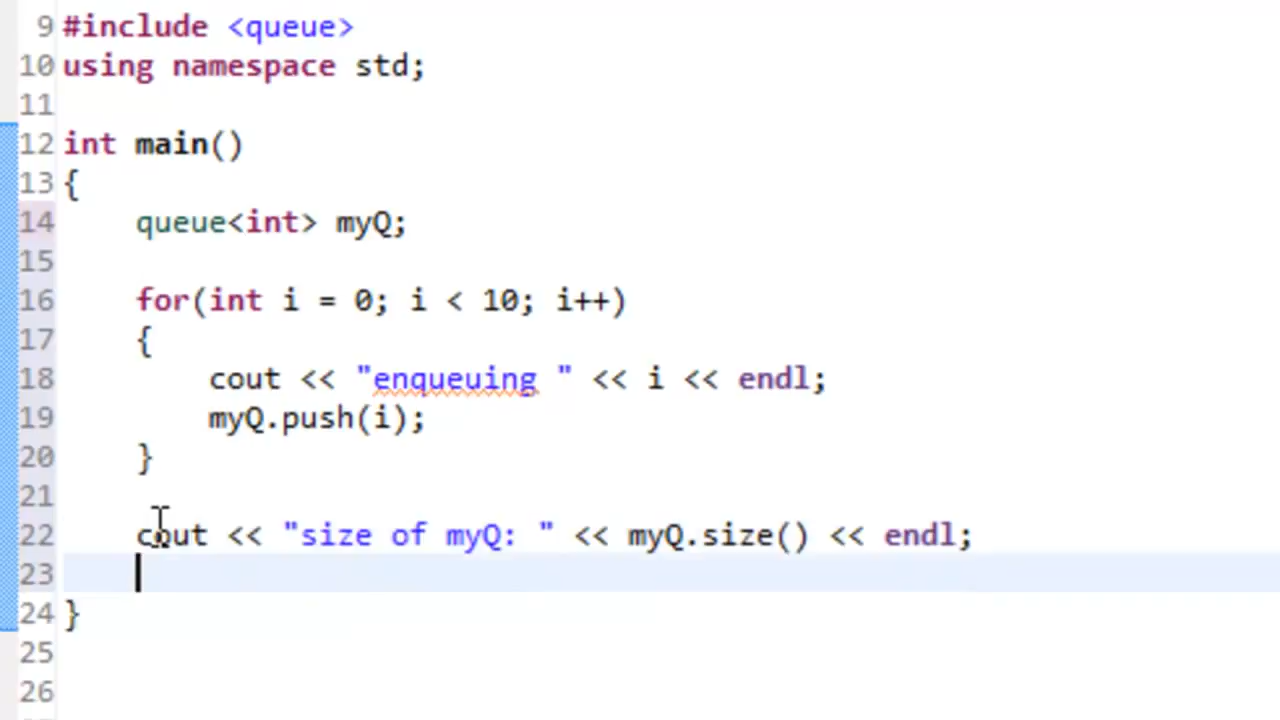 9 #include <queue>
10 using namespace std;
11
12 int main()
13 {
14     queue<int> myQ;
15
16     for(int i = 0; i < 10; i++)
17     {
18         cout << "enqueuing " << i << endl;
19         myQ.push(i);
20     }
21
22     cout << "size of myQ: " << myQ.size() << endl;
23
24 }
25
26